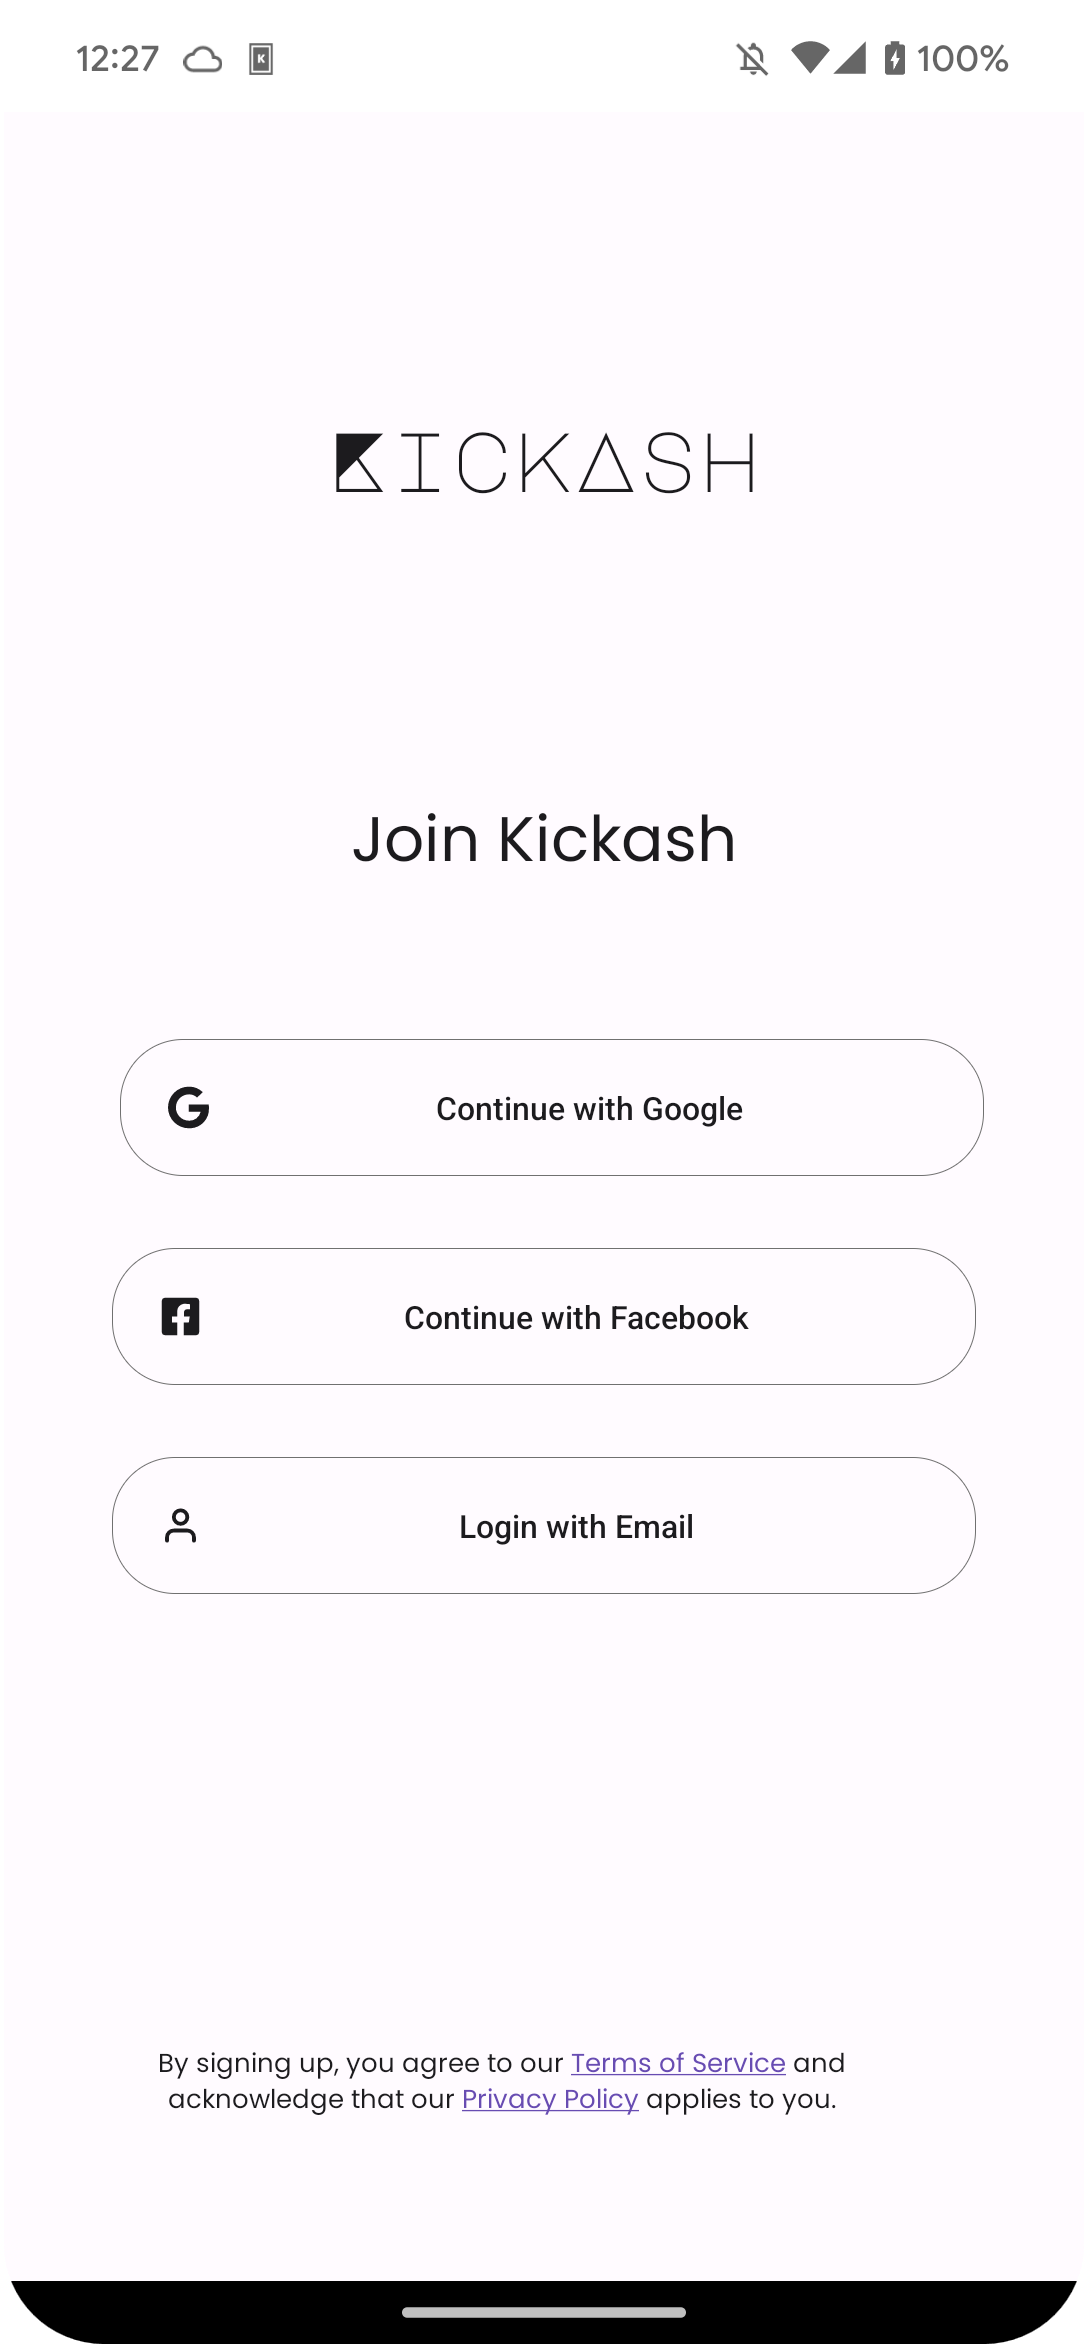 12:27 K 100%
KICKASH
Join Kickash
Continue with Google
Continue with Facebook
Login with Email
By signing up, you agree to our Terms of Service and
acknowledge that our Privacy Policy applies to you.